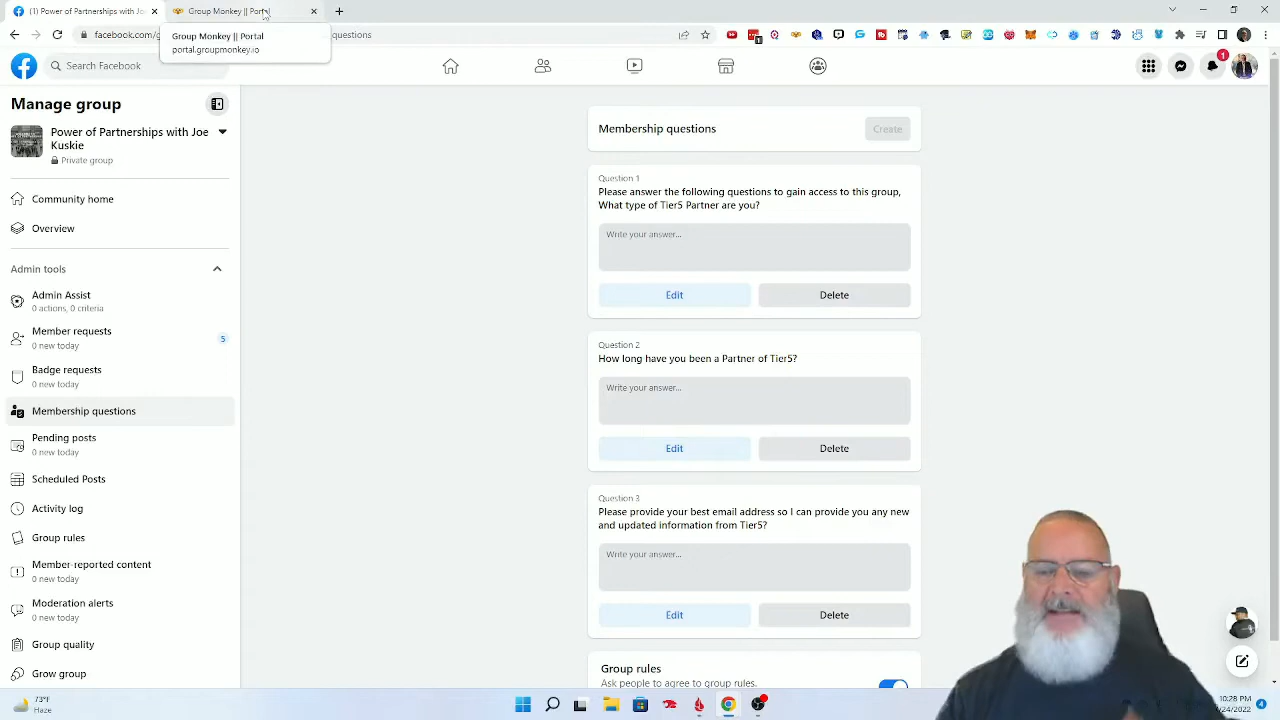 (1) Power of Partnerships with Jo
Group Monkey || Portal
facebook.com/g
uestions
Group Monkey || Portal
portal.groupmonkey.io
Search Facebook
1
1
Manage group
Power of Partnerships with Joe
Kuskie
Private group
Community home
Overview
Admin tools
Admin Assist
0 actions, 0 criteria
Member requests
0 new today
5
Badge requests
0 new today
Membership questions
Pending posts
0 new today
Scheduled Posts
Activity log
Group rules
Member-reported content
0 new today
Moderation alerts
0 new today
Group quality
Grow group
Membership questions
Create
Question 1
Please answer the following questions to gain access to this group,
What type of Tier5 Partner are you?
Write your answer...
Edit
Delete
Question 2
How long have you been a Partner of Tier5?
Write your answer...
Edit
Delete
Question 3
Please provide your best email address so I can provide you any new
and updated information from Tier5?
Write your answer...
Edit
Delete
Group rules
Ask people to agree to group rules.
Haze
10:28 PM
/24/2022